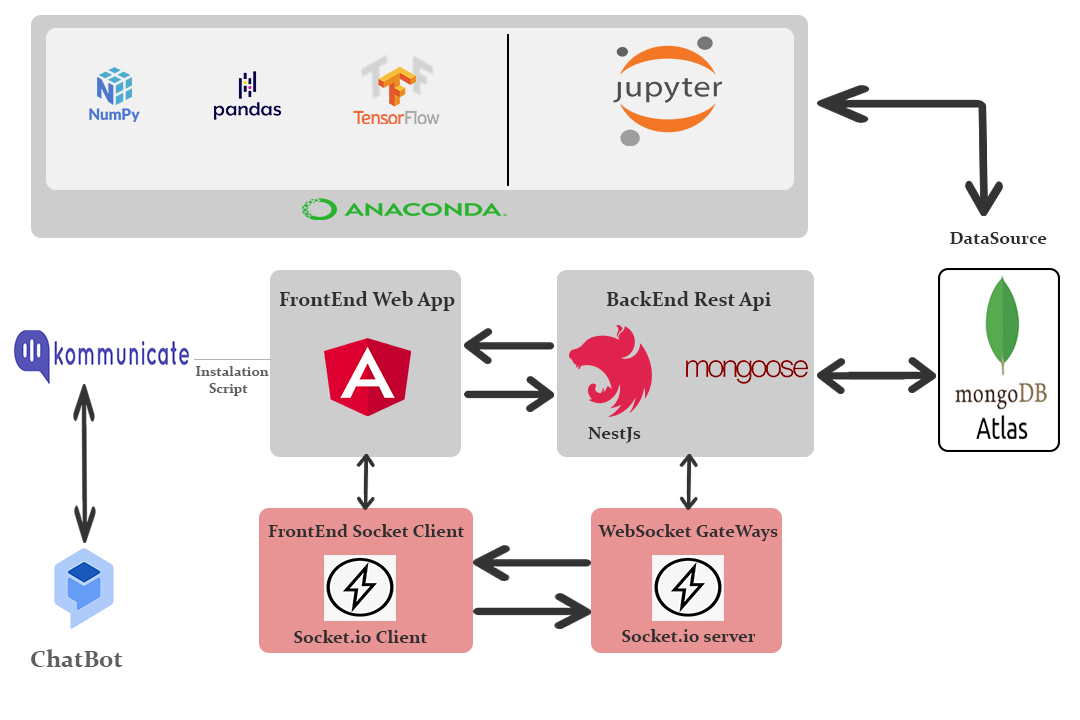 NumPy
pandas
TensorFlow
jupyter
ANACONDA.
DataSource
FrontEnd Web App
BackEnd Rest Api
kommunicate
Instalation
Script
mongoose
NestJs
mongoDB
Atlas
FrontEnd Socket Client
WebSocket GateWays
Socket.io Client
Socket.io server
ChatBot